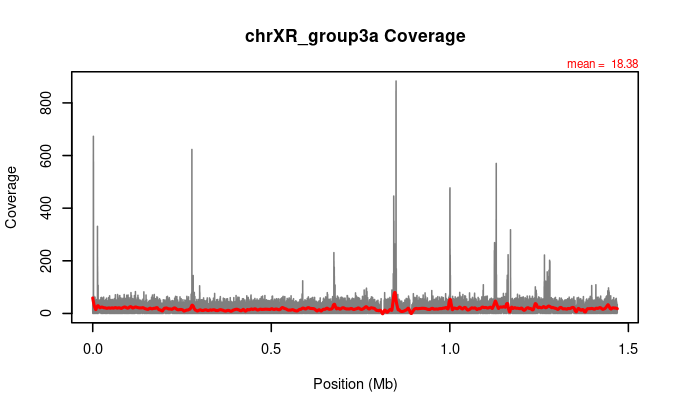 chrXR_group3a Coverage
mean = 18.38
Coverage
800
600
400
200
0
0.0 0.5 1.0 1.5
Position (Mb)